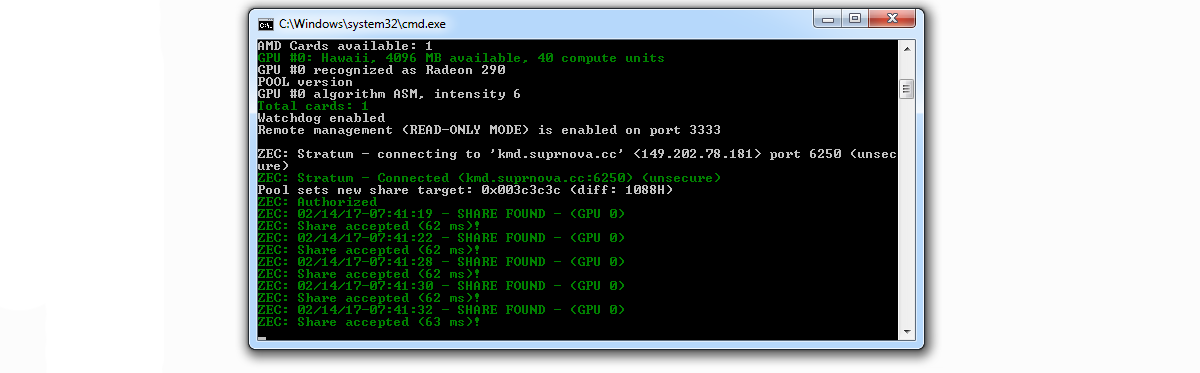 C:\Windows\system32\cmd.exe
AMD Cards available: 1
GPU #0: Hawaii, 4096 MB available, 40 compute units
GPU #0 recognized as Radeon 290
POOL version
GPU #0 algorithm ASM, intensity 6
Total cards: 1
Watchdog enabled
Remote management (READ-ONLY MODE) is enabled on port 3333
ZEC: Stratum - connecting to 'kmd.suprnova.cc' <149.202.78.181> port 6250 (unsec
ure)
ZEC: Stratum - Connected (kmd.suprnova.cc:6250) (unsecure)
Pool sets new share target: 0x003c3c3c (diff: 1088H)
ZEC: Authorized
ZEC: 02/14/17-07:41:19 - SHARE FOUND - (GPU 0)
ZEC: Share accepted (62 ms)!
ZEC: 02/14/17-07:41:22 - SHARE FOUND - (GPU 0)
ZEC: Share accepted (62 ms)!
ZEC: 02/14/17-07:41:28 - SHARE FOUND - (GPU 0)
ZEC: Share accepted (62 ms)!
ZEC: 02/14/17-07:41:30 - SHARE FOUND - (GPU 0)
ZEC: Share accepted (62 ms)!
ZEC: 02/14/17-07:41:32 - SHARE FOUND - (GPU 0)
ZEC: Share accepted (63 ms)!